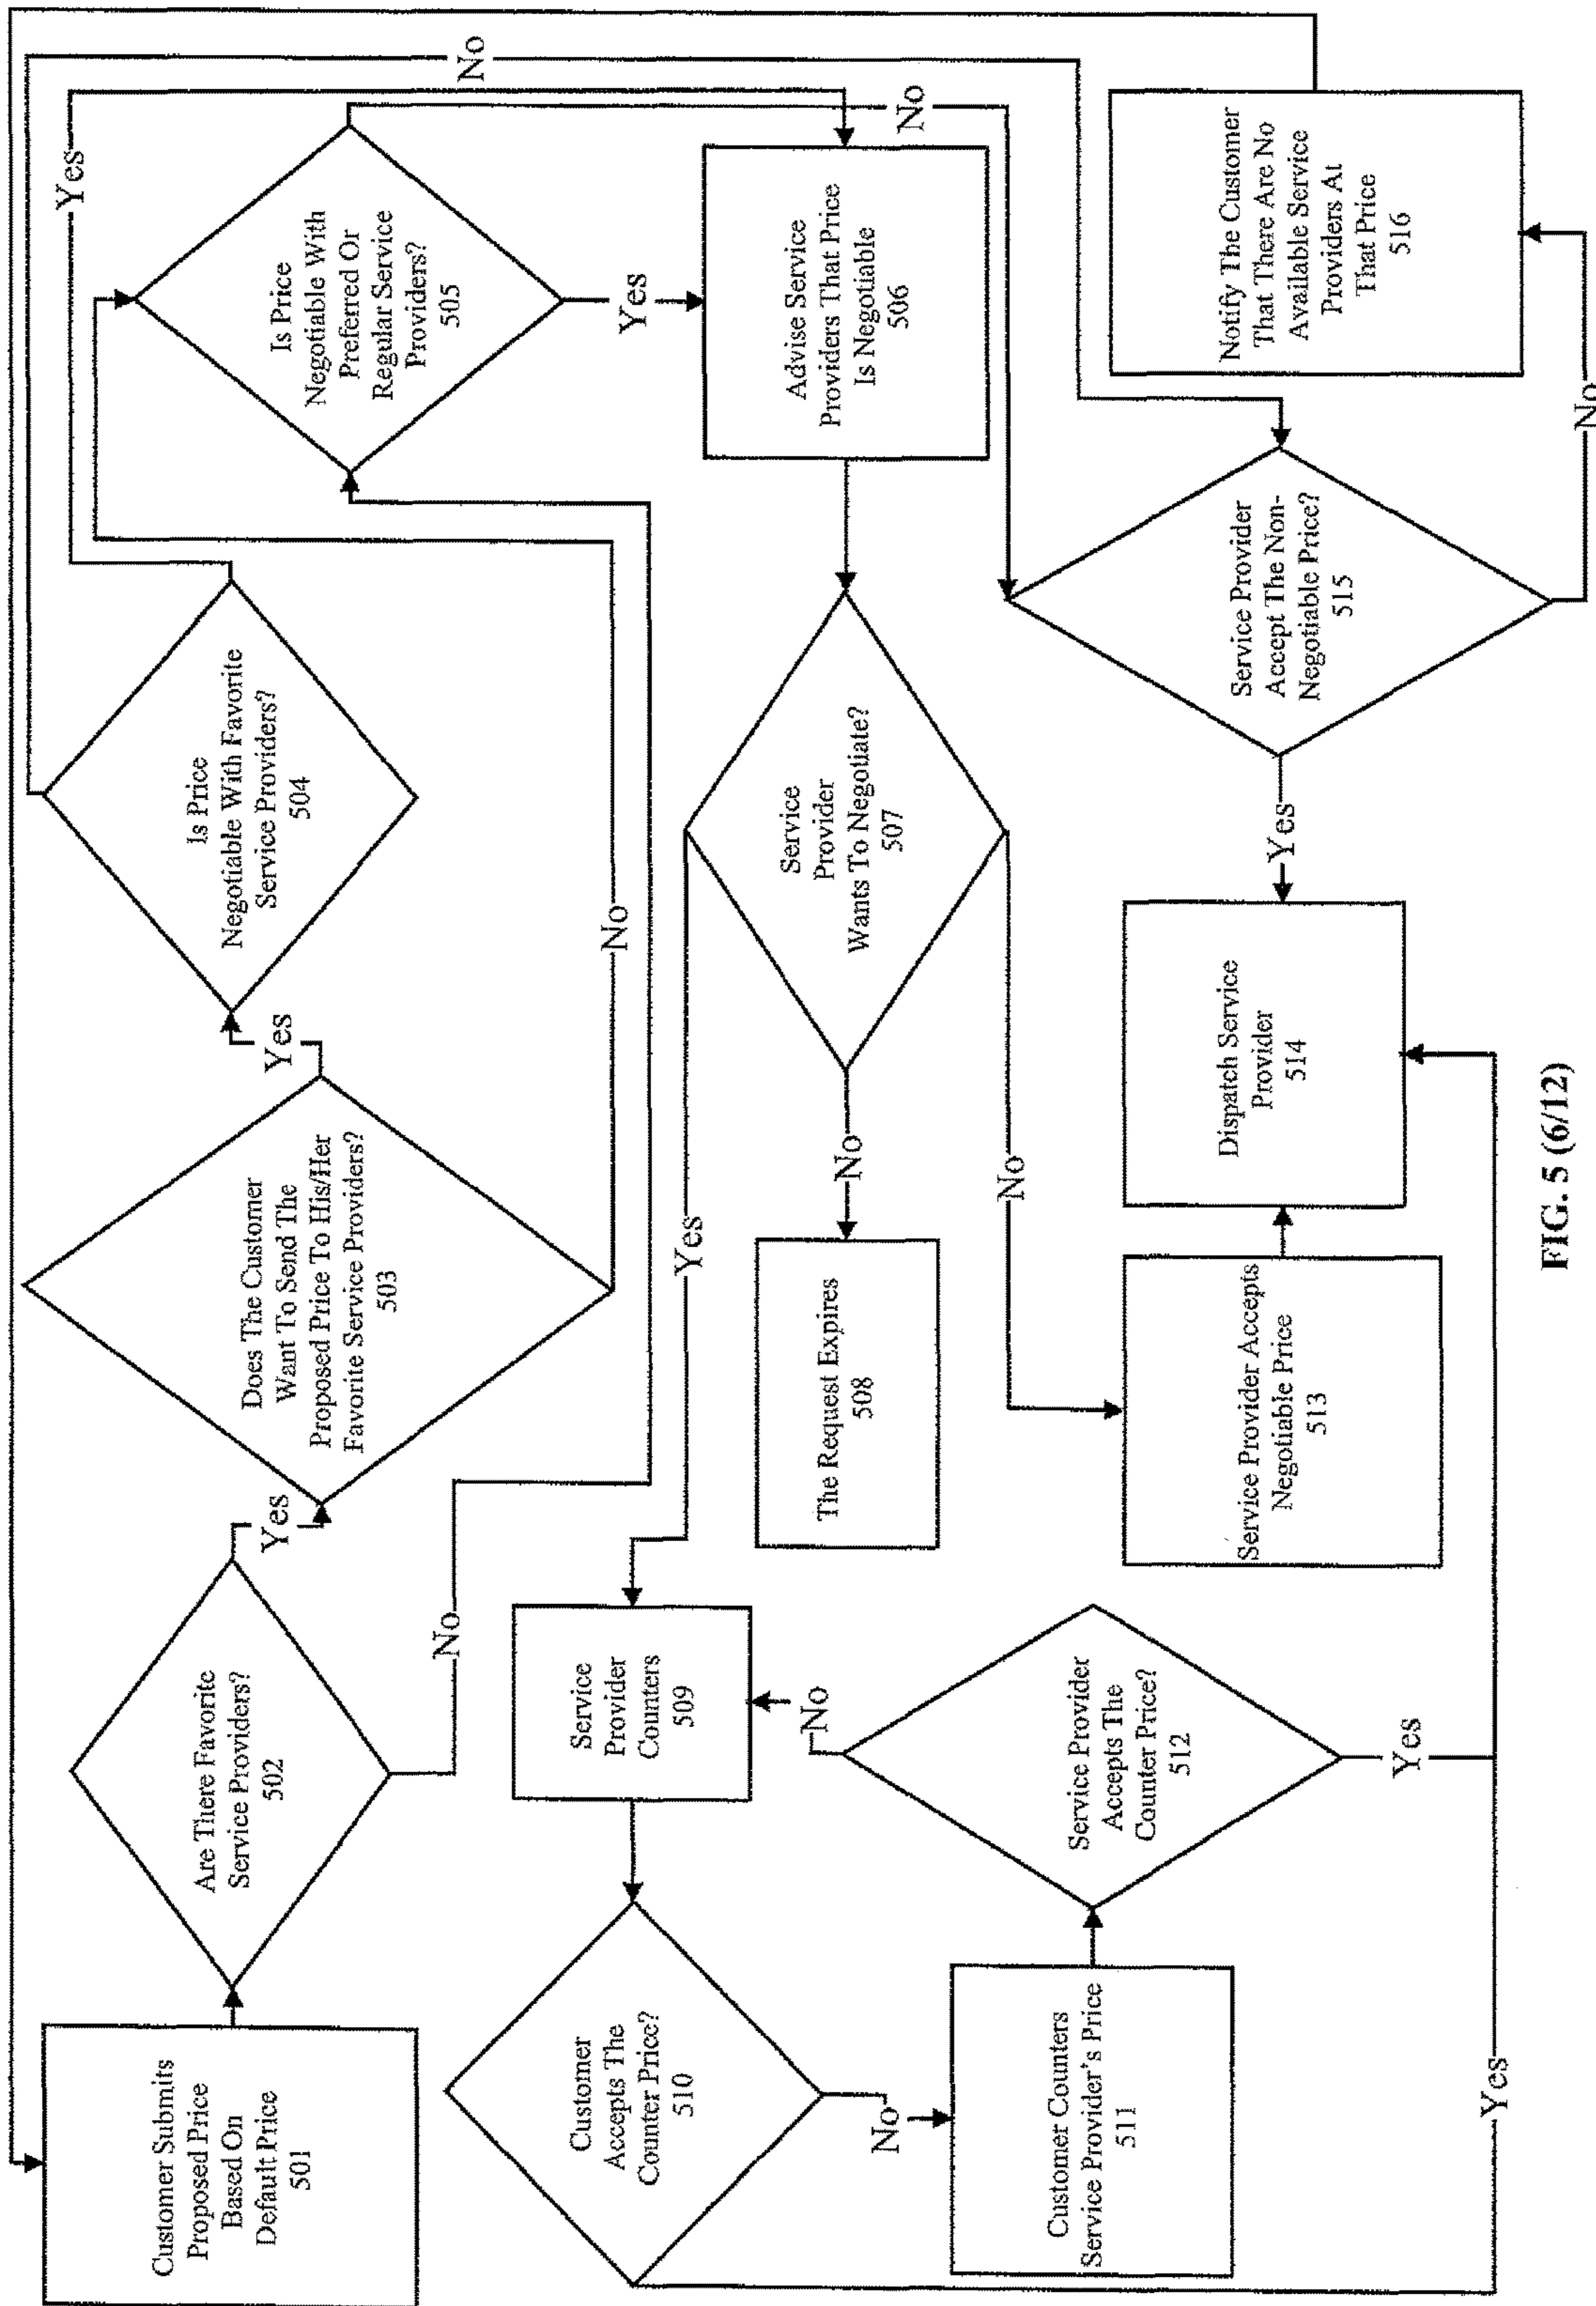 Customer Submits
Proposed Price
Based On
Default Price
501
Are There Favorite
Service Providers?
502
Yes
No
Does The Customer
Want To Send The
Proposed Price To His/Her
Favorite Service Providers?
503
Yes
No
Is Price
Negotiable With Favorite
Service Providers?
504
Yes
No
Is Price
Negotiable With
Preferred Or
Regular Service
Providers?
505
Yes
No
Advise Service
Providers That Price
Is Negotiable
506
Service
Provider
Wants To Negotiate?
507
Yes
No
No
The Request Expires
508
Service
Provider
Counters
509
Customer
Accepts The
Counter Price?
510
No
Yes
Customer Counters
Service Provider's Price
511
Service Provider
Accepts The
Counter Price?
512
No
Yes
Service Provider Accepts
Negotiable Price
513
Dispatch Service
Provider
514
Service Provider
Accept The Non-
Negotiable Price?
515
Yes
No
Notify The Customer
That There Are No
Available Service
Providers At
That Price
516
FIG. 5 (6/12)